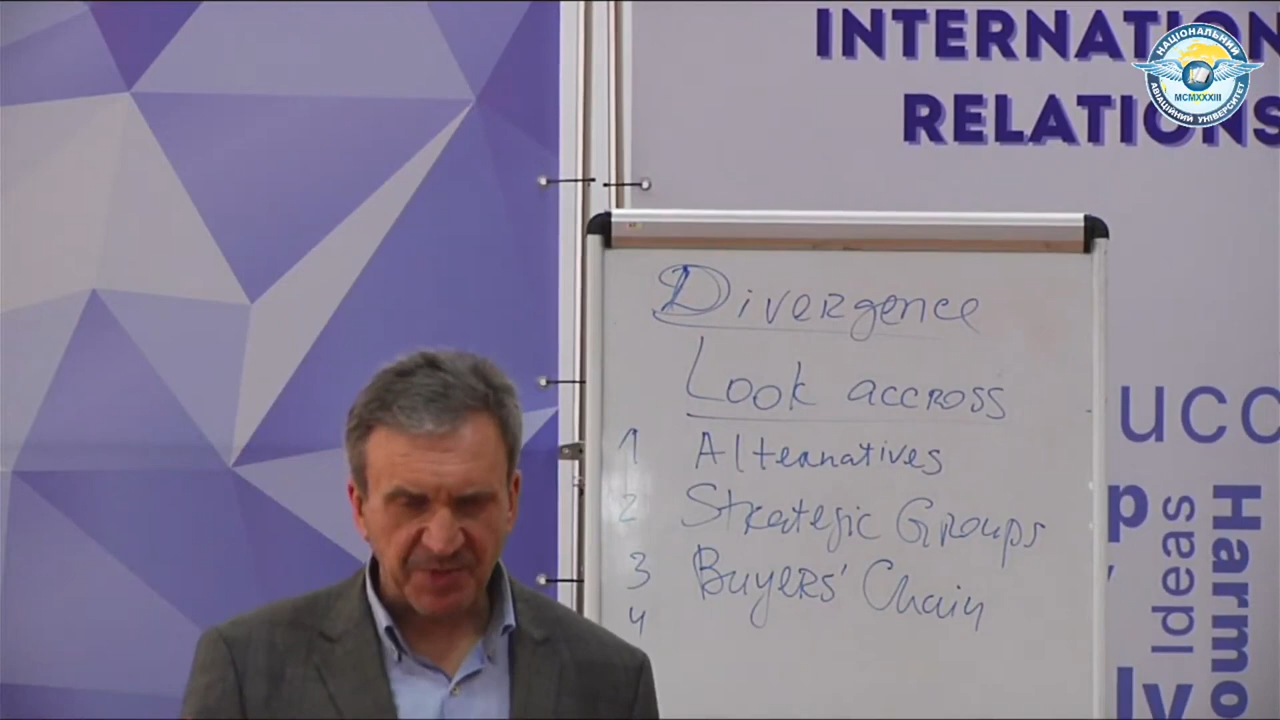 INTERNATION
RELATIONS
НАЦІОНАЛЬНИЙ
АВІАЦІЙНИЙ УНІВЕРСИТЕТ
MCMXXXIII
Divergence
Look accross
1 Alternatives
2 Strategic Groups
3 Buyers' Chain
4
ucc
p
Ideas
Harmo
ly